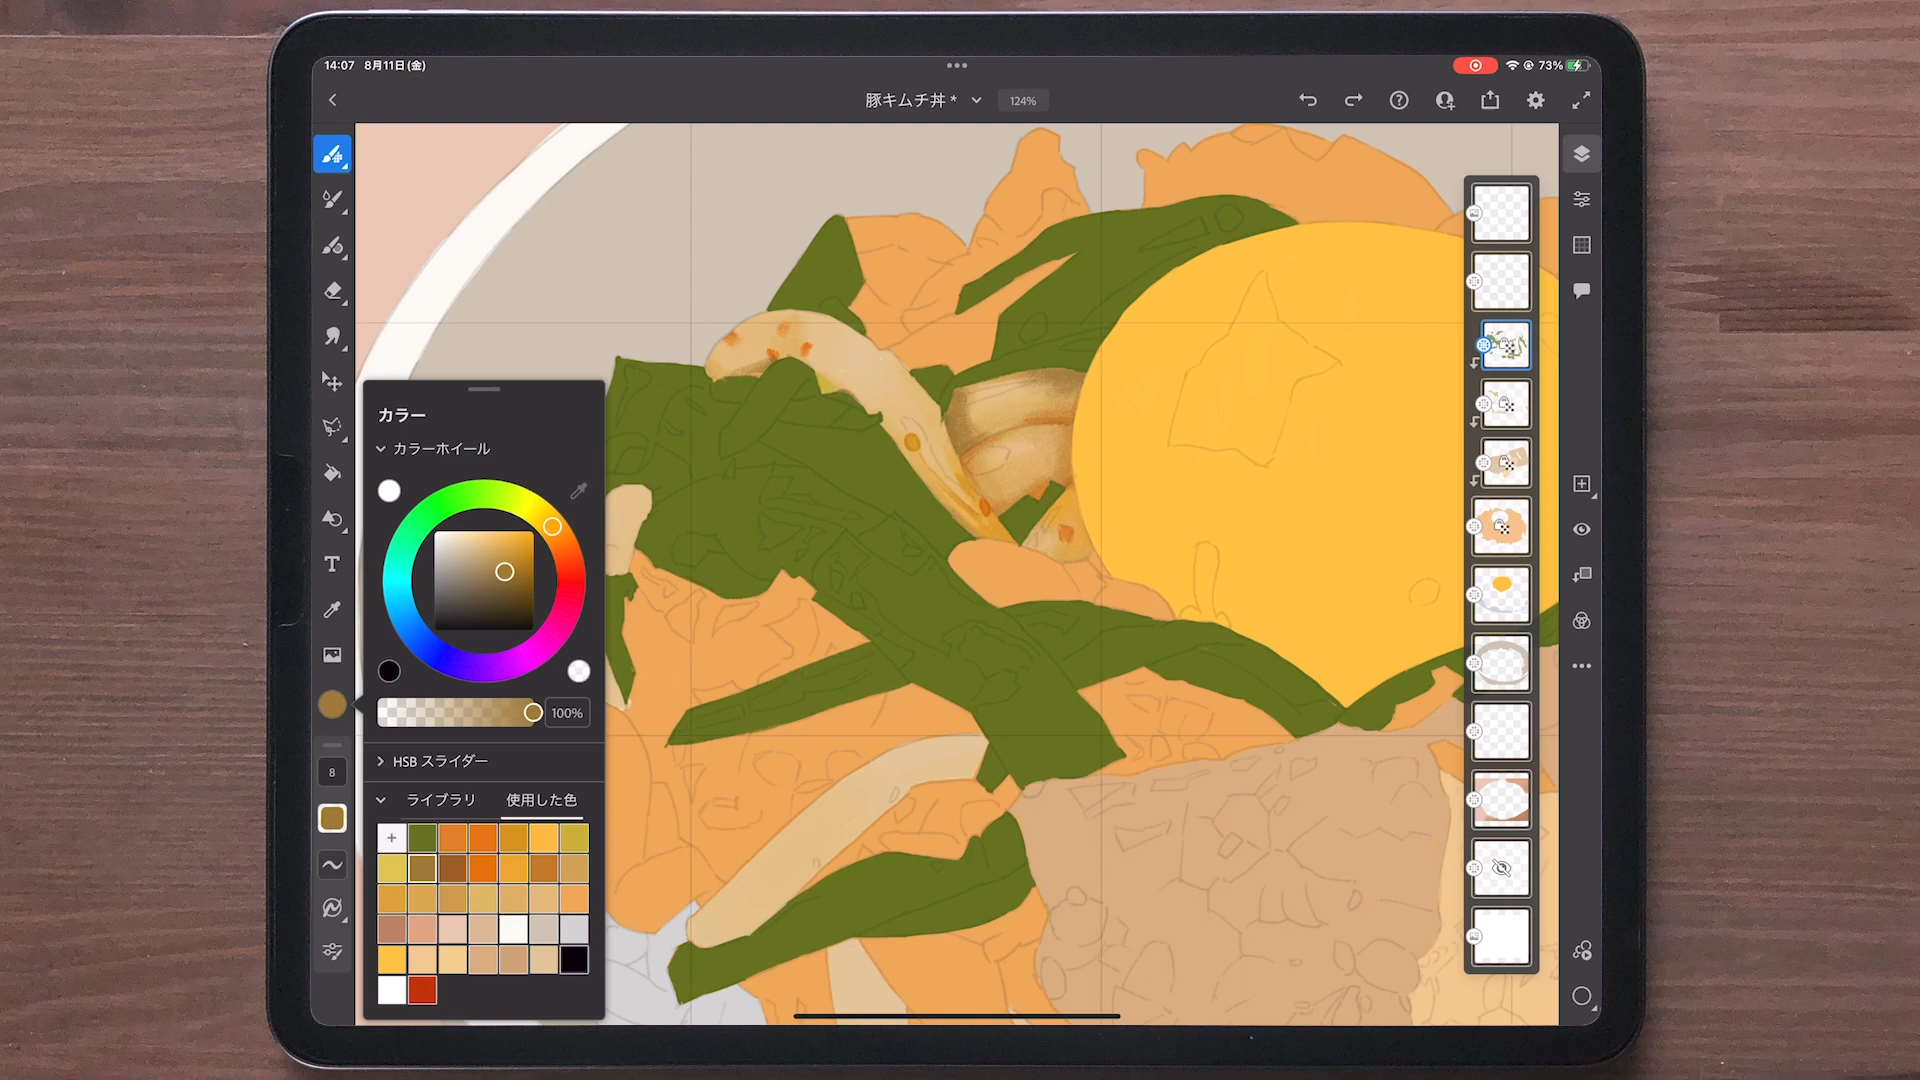 14:07 8月11日(金)
73%
豚キムチ丼 *
124%
カラー
カラーホイール
100%
HSB スライダー
8
ライブラリ
使用した色
T